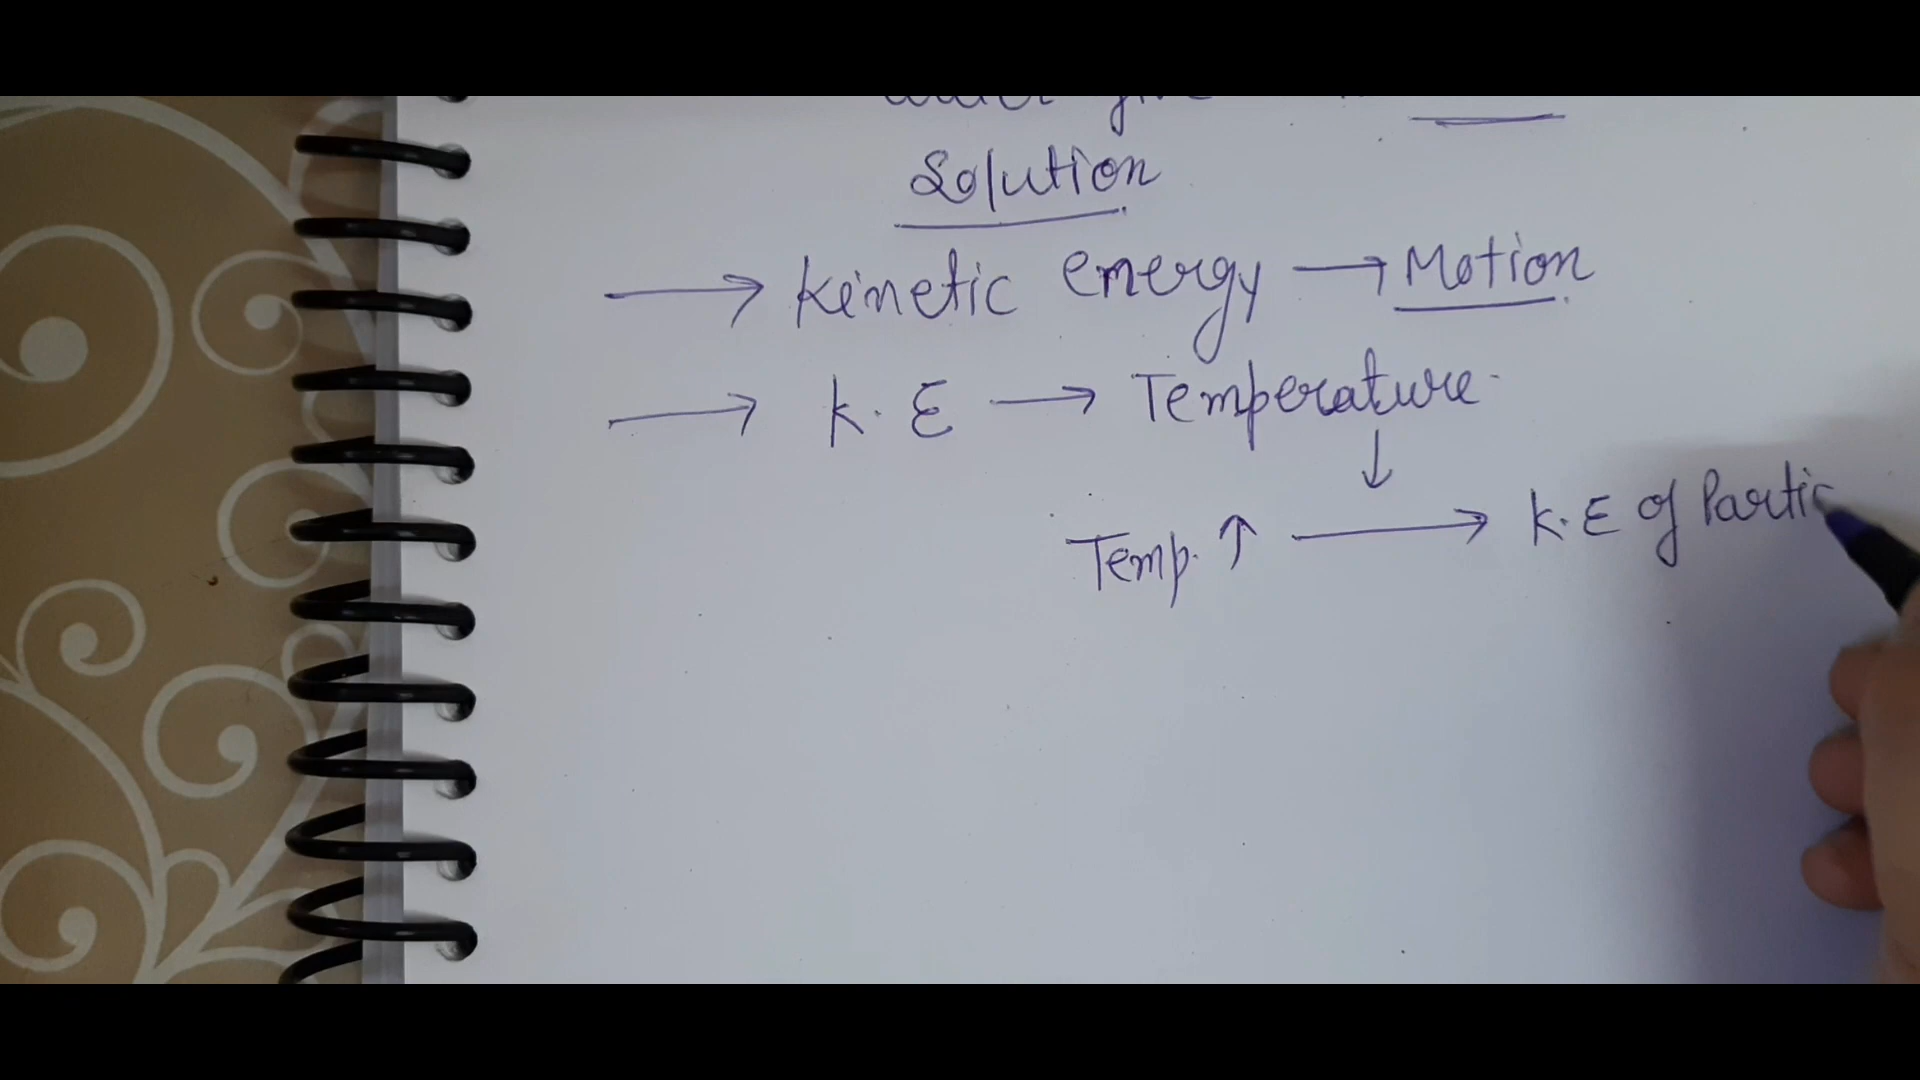 Solution
→ Kinetic energy → Motion
→ K. E → Temperature
↓
Temp. ↑ → K. E of Partic